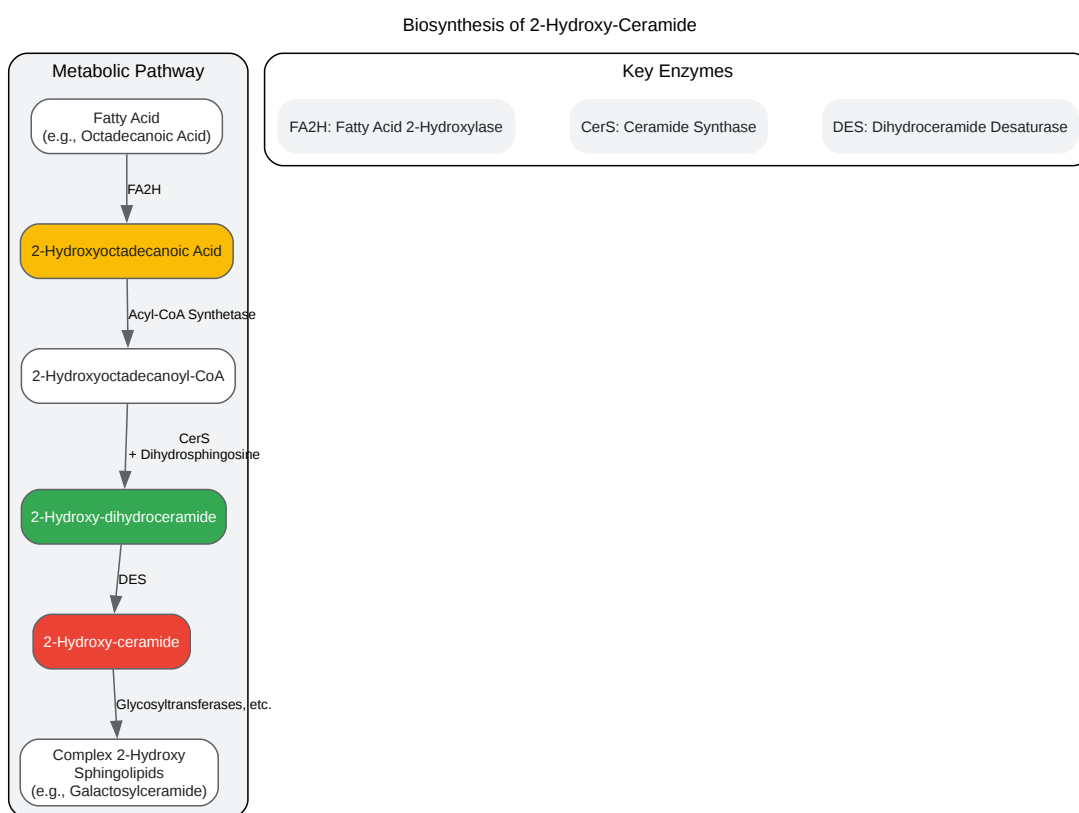 Biosynthesis of 2-Hydroxy-Ceramide
Metabolic Pathway
Fatty Acid
(e.g., Octadecanoic Acid)
FA2H
2-Hydroxyoctadecanoic Acid
Acyl-CoA Synthetase
2-Hydroxyoctadecanoyl-CoA
CerS
+ Dihydrosphingosine
2-Hydroxy-dihydroceramide
DES
2-Hydroxy-ceramide
Glycosyltransferases, etc.
Complex 2-Hydroxy
Sphingolipids
(e.g., Galactosylceramide)
Key Enzymes
FA2H: Fatty Acid 2-Hydroxylase
CerS: Ceramide Synthase
DES: Dihydroceramide Desaturase